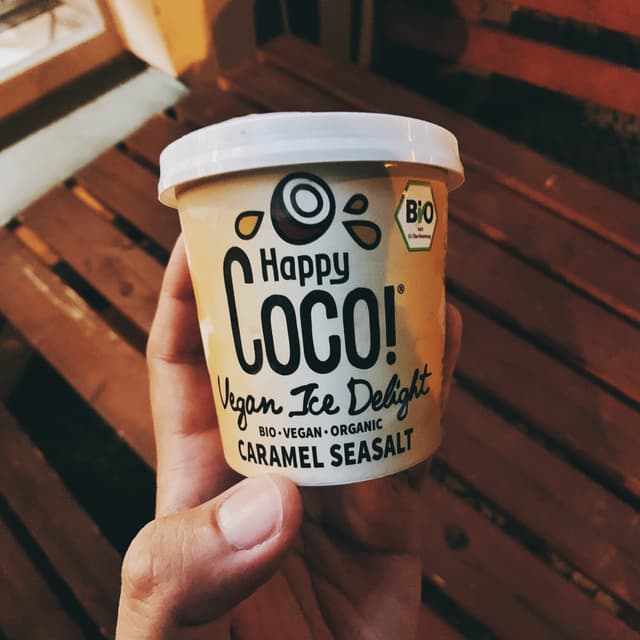 BiO
Happy
COCO!®
Vegan Ice Delight
BIO · VEGAN · ORGANIC
CARAMEL SEASALT